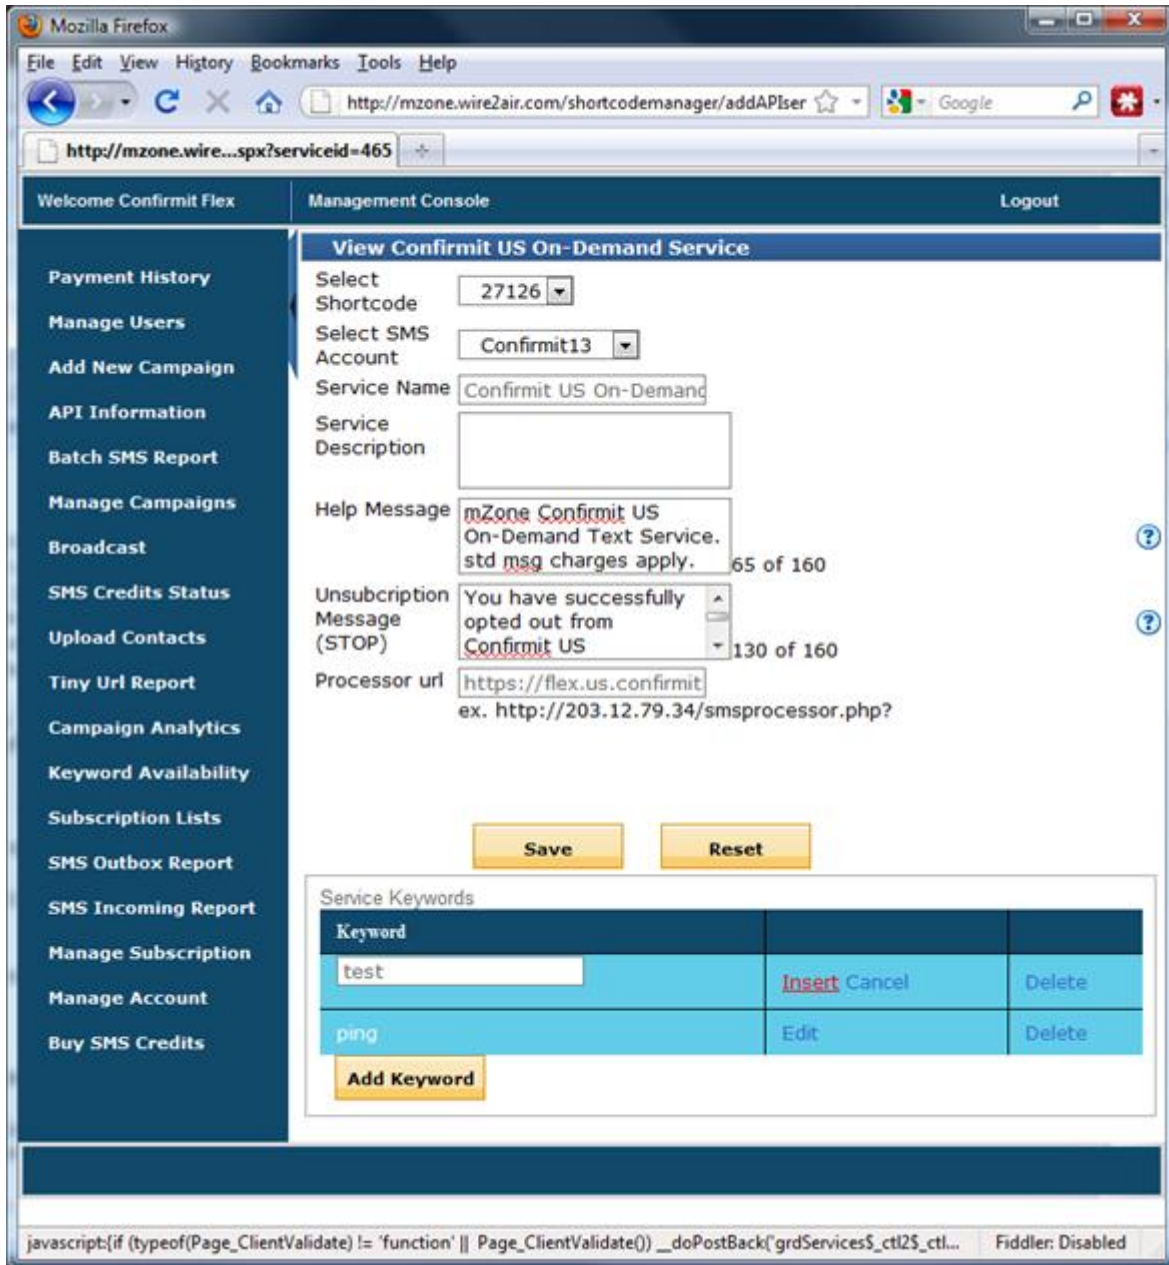 Mozilla Firefox
File Edit View History Bookmarks Tools Help
http://mzone.wire2air.com/shortcodemanager/addAPIser Google
http://mzone.wire...spx?serviceid=465
Welcome Confirmit Flex Management Console Logout
View Confirmit US On-Demand Service
Payment History
Manage Users
Add New Campaign
API Information
Batch SMS Report
Manage Campaigns
Broadcast
SMS Credits Status
Upload Contacts
Tiny Url Report
Campaign Analytics
Keyword Availability
Subscription Lists
SMS Outbox Report
SMS Incoming Report
Manage Subscription
Manage Account
Buy SMS Credits
Select
Shortcode
27126
Select SMS
Account
Confirmit13
Service Name Confirmit US On-Demand
Service
Description
Help Message
mZone Confirmit US
On-Demand Text Service.
std msg charges apply.
65 of 160
Unsubcription
Message
(STOP)
You have successfully
opted out from
Confirmit US
130 of 160
Processor url https://flex.us.confirmit
ex. http://203.12.79.34/smsprocessor.php?
Save Reset
Service Keywords
Keyword
test Insert Cancel Delete
ping Edit Delete
Add Keyword
javascript:{if (typeof(Page_ClientValidate) != 'function' || Page_ClientValidate()) __doPostBack('grdServices$_ctl2$_ctl... Fiddler: Disabled